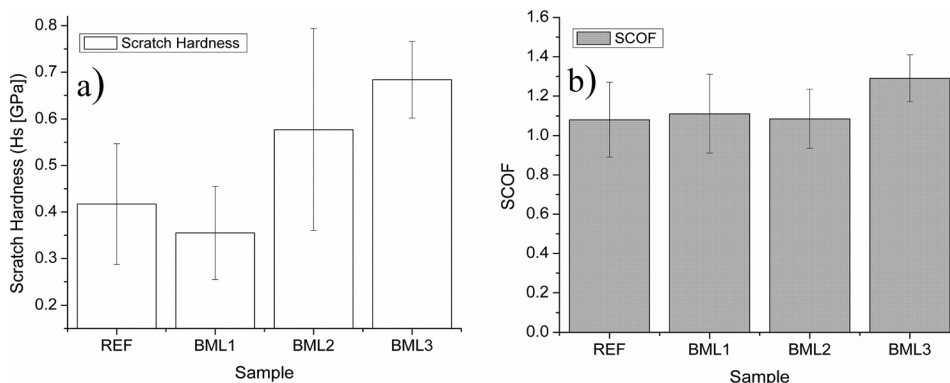 Scratch Hardness
a)
Scratch Hardness (Hs [GPa])
0.8
0.7
0.6
0.5
0.4
0.3
0.2
REF BML1 BML2 BML3
Sample
SCOF
b)
SCOF
1.6
1.4
1.2
1.0
0.8
0.6
0.4
0.2
0.0
REF BML1 BML2 BML3
Sample